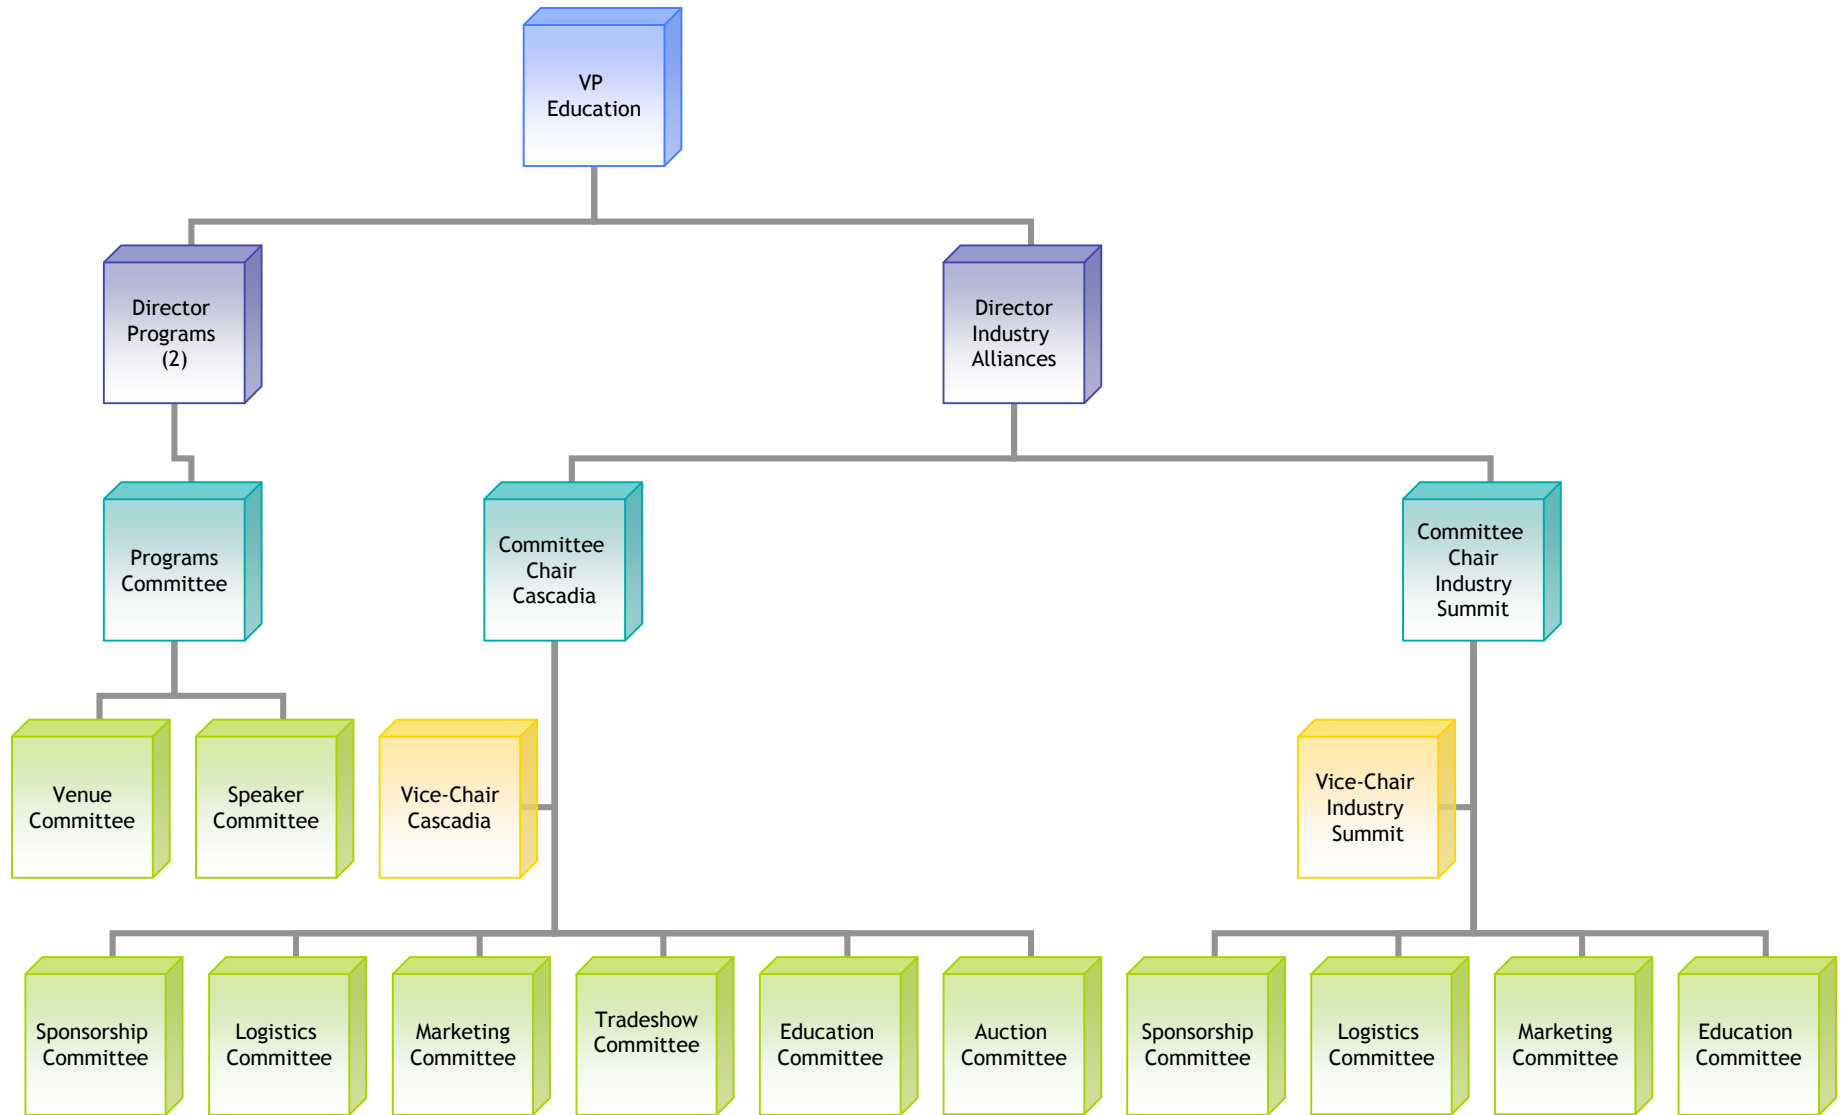 VP
Education
Director
Programs
(2)
Director
Industry
Alliances
Programs
Committee
Committee
Chair
Cascadia
Committee
Chair
Industry
Summit
Venue
Committee
Speaker
Committee
Vice-Chair
Cascadia
Vice-Chair
Industry
Summit
Sponsorship
Committee
Logistics
Committee
Marketing
Committee
Tradeshow
Committee
Education
Committee
Auction
Committee
Sponsorship
Committee
Logistics
Committee
Marketing
Committee
Education
Committee